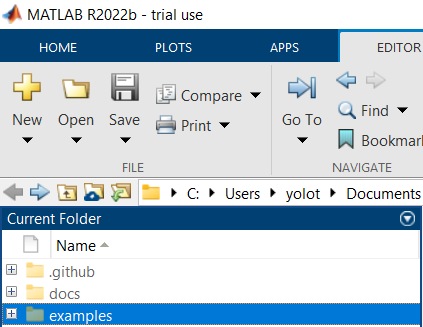 MATLAB R2022b - trial use
HOME PLOTS APPS EDITOR
New Open Save Compare Print Go To Find Bookmar
FILE NAVIGATE
C: Users yolot Documents
Current Folder
Name
.github
docs
examples